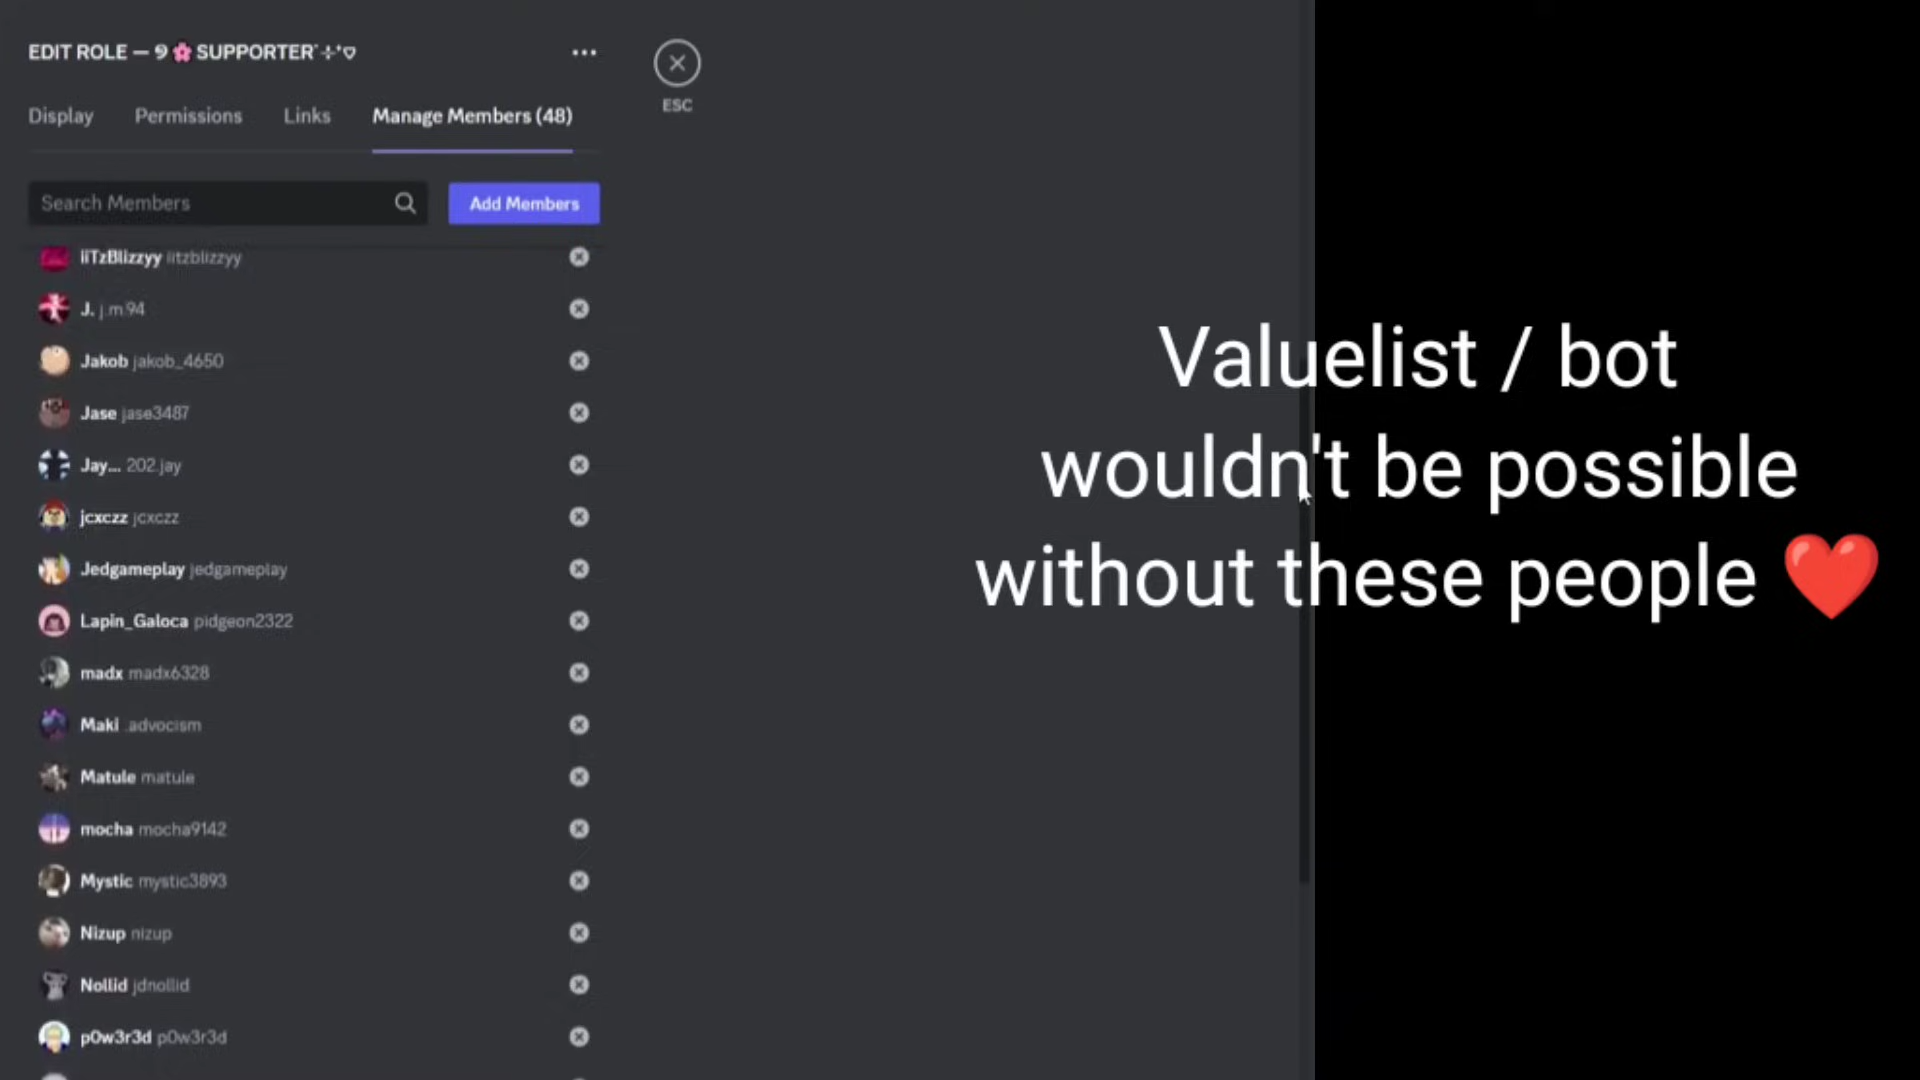 EDIT ROLE — ୨🌸 SUPPORTER ⊹ ♡
ESC
Display Permissions Links Manage Members (48)
Search Members Add Members
iiTzBlizzyy iitzblizzyy
J. j.m.94
Jakob jakob_4650
Jase jase3487
Jay... 202.jay
jcxczz jcxczz
Jedgameplay jedgameplay
Lapin_Galoca pidgeon2322
madx madx6328
Maki .advocism
Matule matule
mocha mocha9142
Mystic mystic3893
Nizup nizup
Nollid jdnollid
p0w3r3d p0w3r3d
Valuelist / bot
wouldn't be possible
without these people ❤️